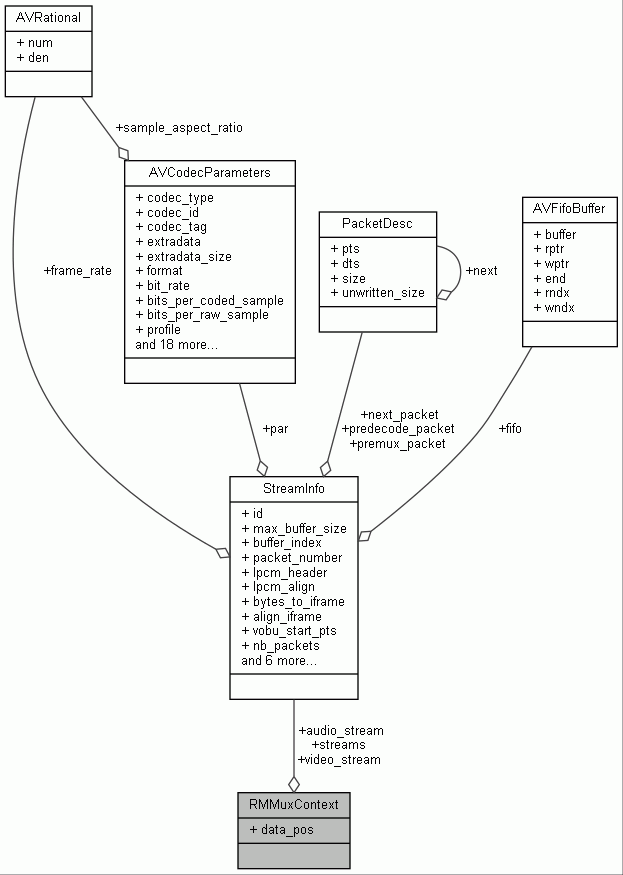 AVRational
+ num
+ den
+sample_aspect_ratio
AVCodecParameters
+ codec_type
+ codec_id
+ codec_tag
+ extradata
+ extradata_size
+ format
+ bit_rate
+ bits_per_coded_sample
+ bits_per_raw_sample
+ profile
and 18 more...
PacketDesc
+ pts
+ dts
+ size
+ unwritten_size
+next
AVFifoBuffer
+ buffer
+ rptr
+ wptr
+ end
+ rndx
+ wndx
+frame_rate
+par
+next_packet
+predecode_packet
+premux_packet
+fifo
StreamInfo
+ id
+ max_buffer_size
+ buffer_index
+ packet_number
+ lpcm_header
+ lpcm_align
+ bytes_to_iframe
+ align_iframe
+ vobu_start_pts
+ nb_packets
and 6 more...
+audio_stream
+streams
+video_stream
RMMuxContext
+ data_pos